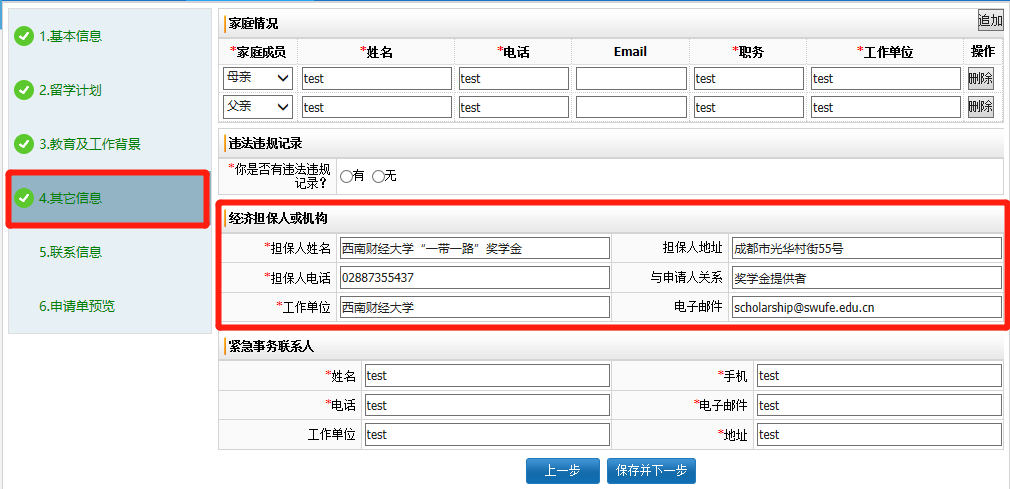 1.基本信息
2.留学计划
3.教育及工作背景
4.其它信息
5.联系信息
6.申请单预览
家庭情况 追加
*家庭成员 *姓名 *电话 Email *职务 *工作单位 操作
母亲 test test test test 删除
父亲 test test test test 删除
违法违规记录
*你是否有违法违规
记录？ 有 无
经济担保人或机构
*担保人姓名 西南财经大学“一带一路”奖学金 担保人地址 成都市光华村街55号
*担保人电话 02887355437 与申请人关系 奖学金提供者
*工作单位 西南财经大学 电子邮件 scholarship@swufe.edu.cn
紧急事务联系人
*姓名 test *手机 test
*电话 test *电子邮件 test
工作单位 test *地址 test
上一步 保存并下一步